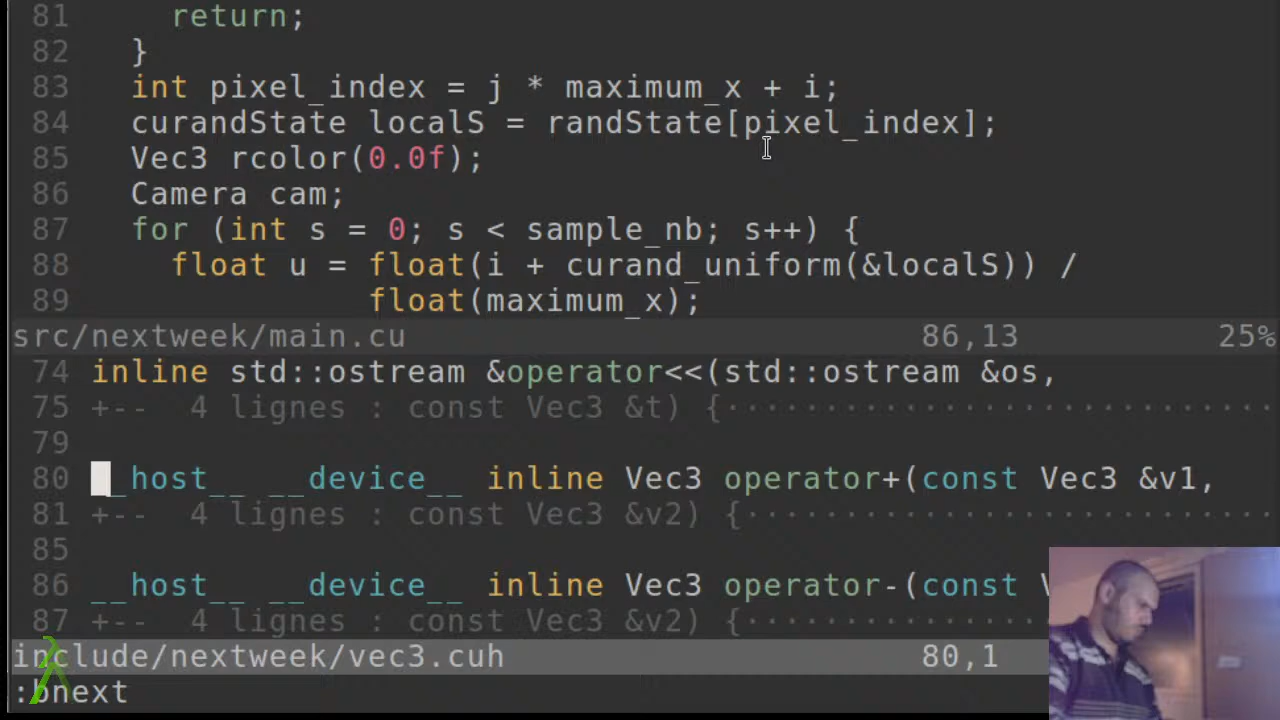 81     return;
82   }
83   int pixel_index = j * maximum_x + i;
84   curandState localS = randState[pixel_index];
85   Vec3 rcolor(0.0f);
86   Camera cam;
87   for (int s = 0; s < sample_nb; s++) {
88     float u = float(i + curand_uniform(&localS)) /
89               float(maximum_x);
src/nextweek/main.cu 86,13 25%
74 inline std::ostream &operator<<(std::ostream &os,
75 +--  4 lignes : const Vec3 &t) {·····························
79
80 __host__ __device__ inline Vec3 operator+(const Vec3 &v1,
81 +--  4 lignes : const Vec3 &v2) {····························
85
86 __host__ __device__ inline Vec3 operator-(const
87 +--  4 lignes : const Vec3 &v2) {················
include/nextweek/vec3.cuh 80,1
:bnext
λ